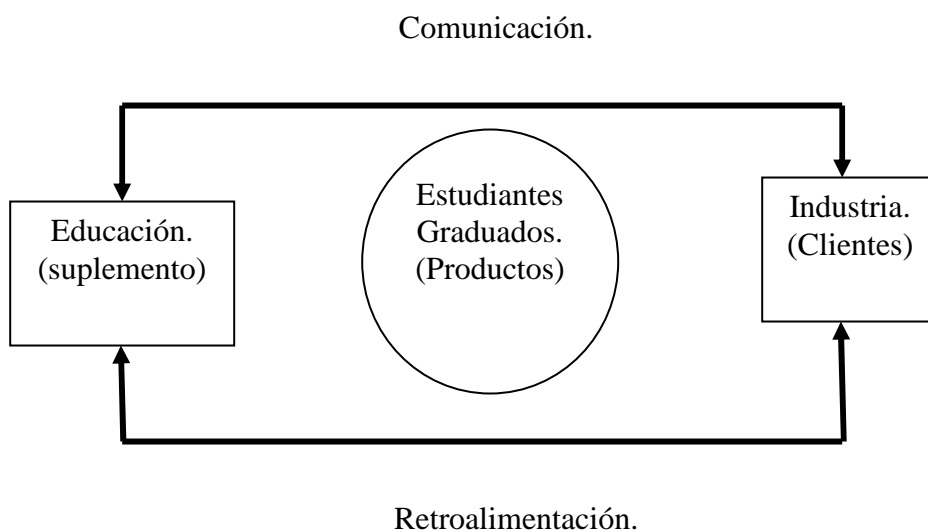 Comunicación.
Educación.
(suplemento)
Estudiantes
Graduados.
(Productos)
Industria.
(Clientes)
Retroalimentación.